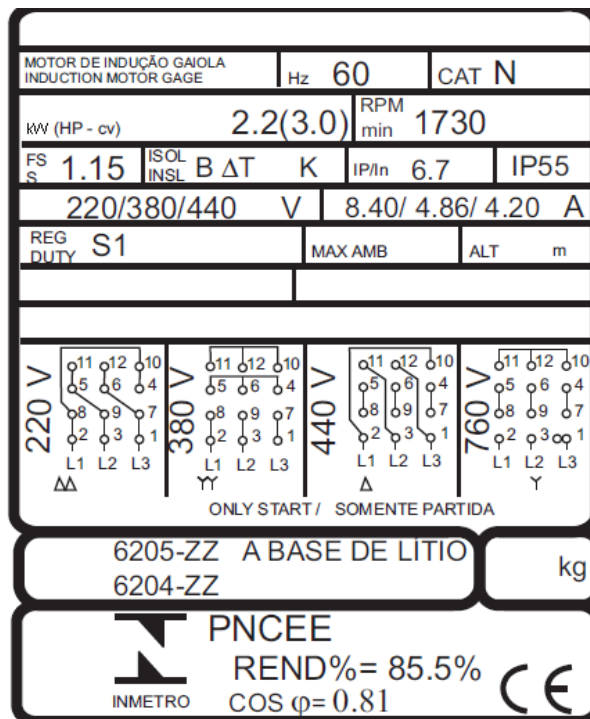 MOTOR DE INDUÇÃO GAIOLA
INDUCTION MOTOR GAGE
Hz 60
CAT N
kW (HP - cv) 2.2(3.0)
RPM
min 1730
FS
S 1.15
ISOL
INSL B ΔT K
IP/In 6.7
IP55
220/380/440 V
8.40/ 4.86/ 4.20 A
REG
DUTY S1
MAX AMB
ALT m
220 V
11 12 10
5 6 4
8 9 7
2 3 1
L1 L2 L3
ΔΔ
380 V
11 12 10
5 6 4
8 9 7
2 3 1
L1 L2 L3
YY
440 V
11 12 10
5 6 4
8 9 7
2 3 1
L1 L2 L3
Δ
760 V
11 12 10
5 6 4
8 9 7
2 3 1
L1 L2 L3
Y
ONLY START / SOMENTE PARTIDA
6205-ZZ A BASE DE LÍTIO
6204-ZZ
kg
PNCEE
REND%= 85.5%
COS φ= 0.81
INMETRO
CE